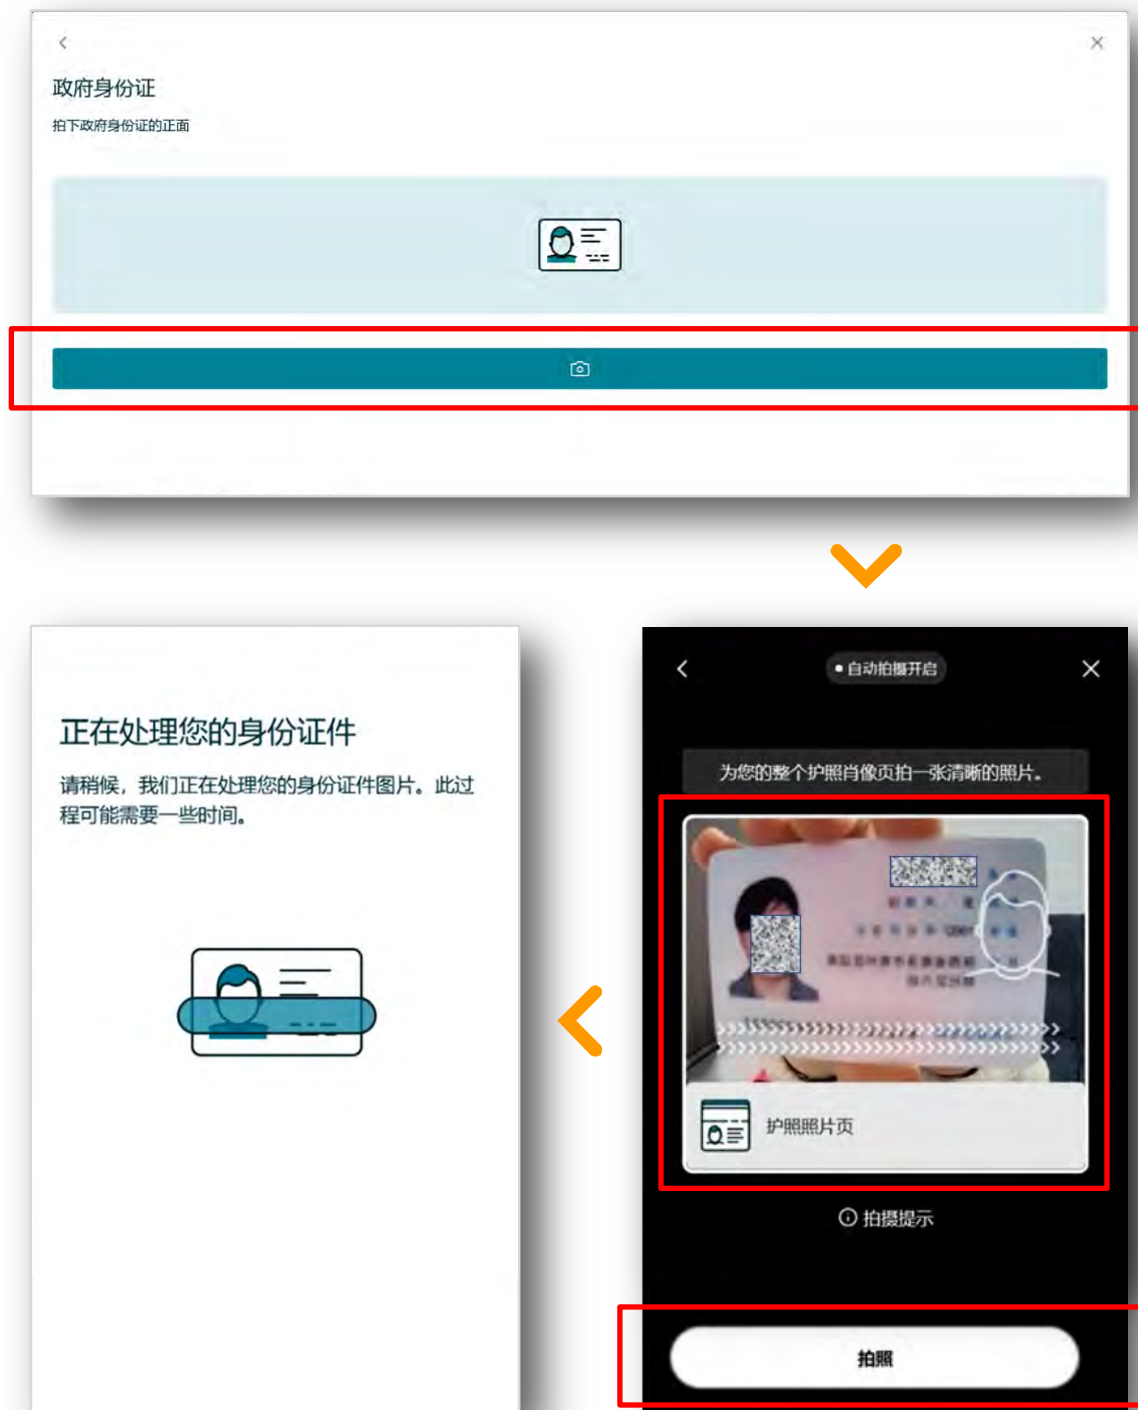 政府身份证
拍下政府身份证的正面
自动拍摄开启
为您的整个护照肖像页拍一张清晰的照片。
护照照片页
拍摄提示
拍照
正在处理您的身份证件
请稍候，我们正在处理您的身份证件图片。此过
程可能需要一些时间。